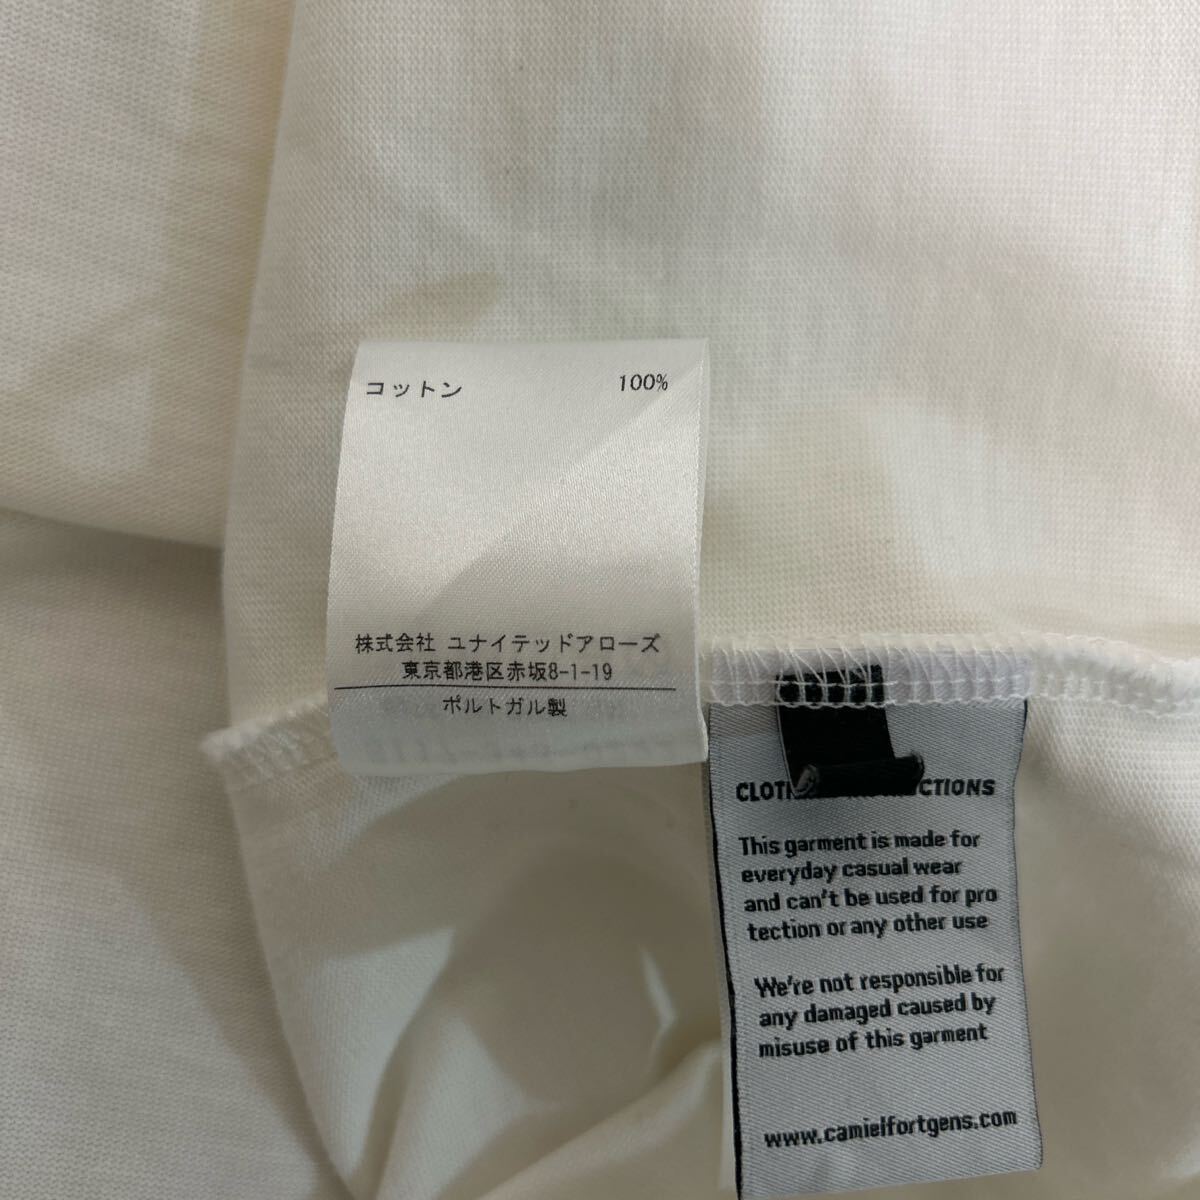 コットン 100%
株式会社 ユナイテッドアローズ
東京都港区赤坂8-1-19
ポルトガル製
CLOTI CTIONS
This garment is made for
everyday casual wear
and can't be used for pro
tection or any other use
We're not responsible for
any damaged caused by
misuse of this garment
www.camielfortgens.com